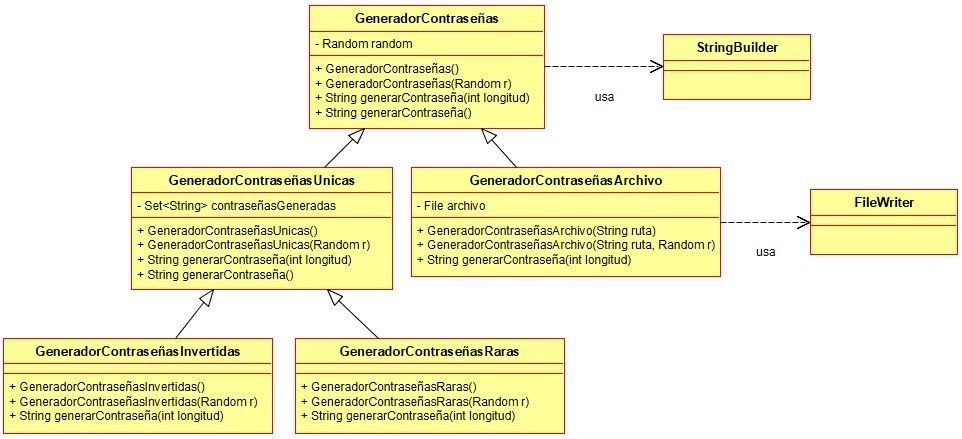 GeneradorContraseñas
- Random random
+ GeneradorContraseñas()
+ GeneradorContraseñas(Random r)
+ String generarContraseña(int longitud)
+ String generarContraseña()
StringBuilder
usa
GeneradorContraseñasUnicas
- Set<String> contraseñasGeneradas
+ GeneradorContraseñasUnicas()
+ GeneradorContraseñasUnicas(Random r)
+ String generarContraseña(int longitud)
+ String generarContraseña()
GeneradorContraseñasArchivo
- File archivo
+ GeneradorContraseñasArchivo(String ruta)
+ GeneradorContraseñasArchivo(String ruta, Random r)
+ String generarContraseña(int longitud)
FileWriter
usa
GeneradorContraseñasInvertidas
+ GeneradorContraseñasInvertidas()
+ GeneradorContraseñasInvertidas(Random r)
+ String generarContraseña(int longitud)
GeneradorContraseñasRaras
+ GeneradorContraseñasRaras()
+ GeneradorContraseñasRaras(Random r)
+ String generarContraseña(int longitud)